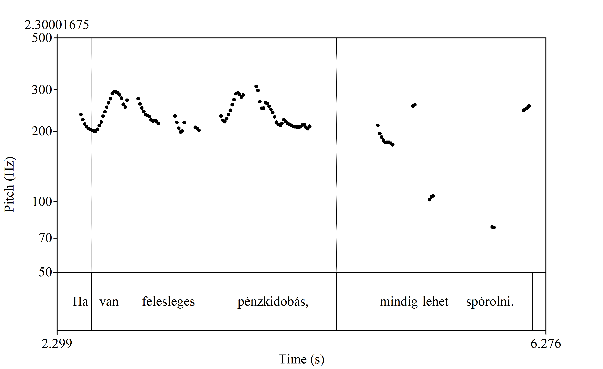 2.30001675
500
300
200
100
70
50
Pitch (Hz)
Ha van felesleges pénzkidobás, mindig lehet spórolni.
2.299 6.276
Time (s)